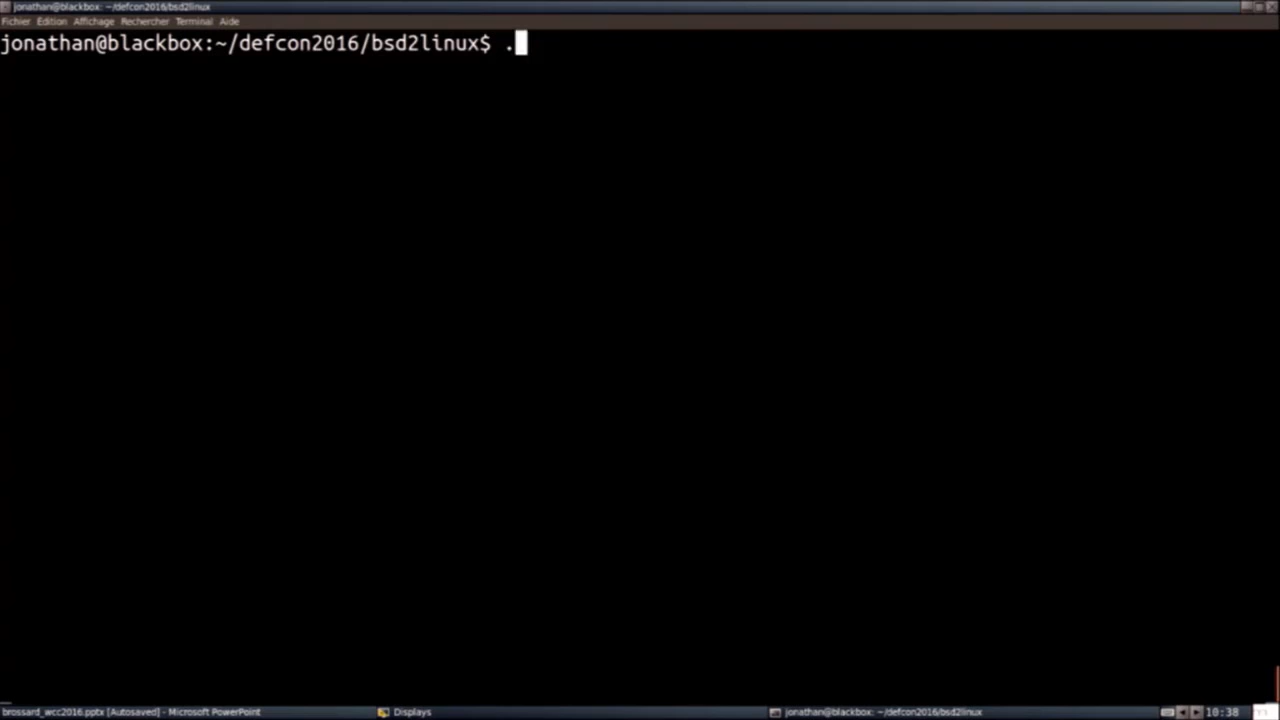 jonathan@blackbox: ~/defcon2016/bsd2linux
Fichier Édition Affichage Rechercher Terminal Aide
jonathan@blackbox:~/defcon2016/bsd2linux$ .
brossard_wcc2016.pptx [Autosaved] - Microsoft PowerPoint
Displays
jonathan@blackbox: ~/defcon2016/bsd2linux
10:38